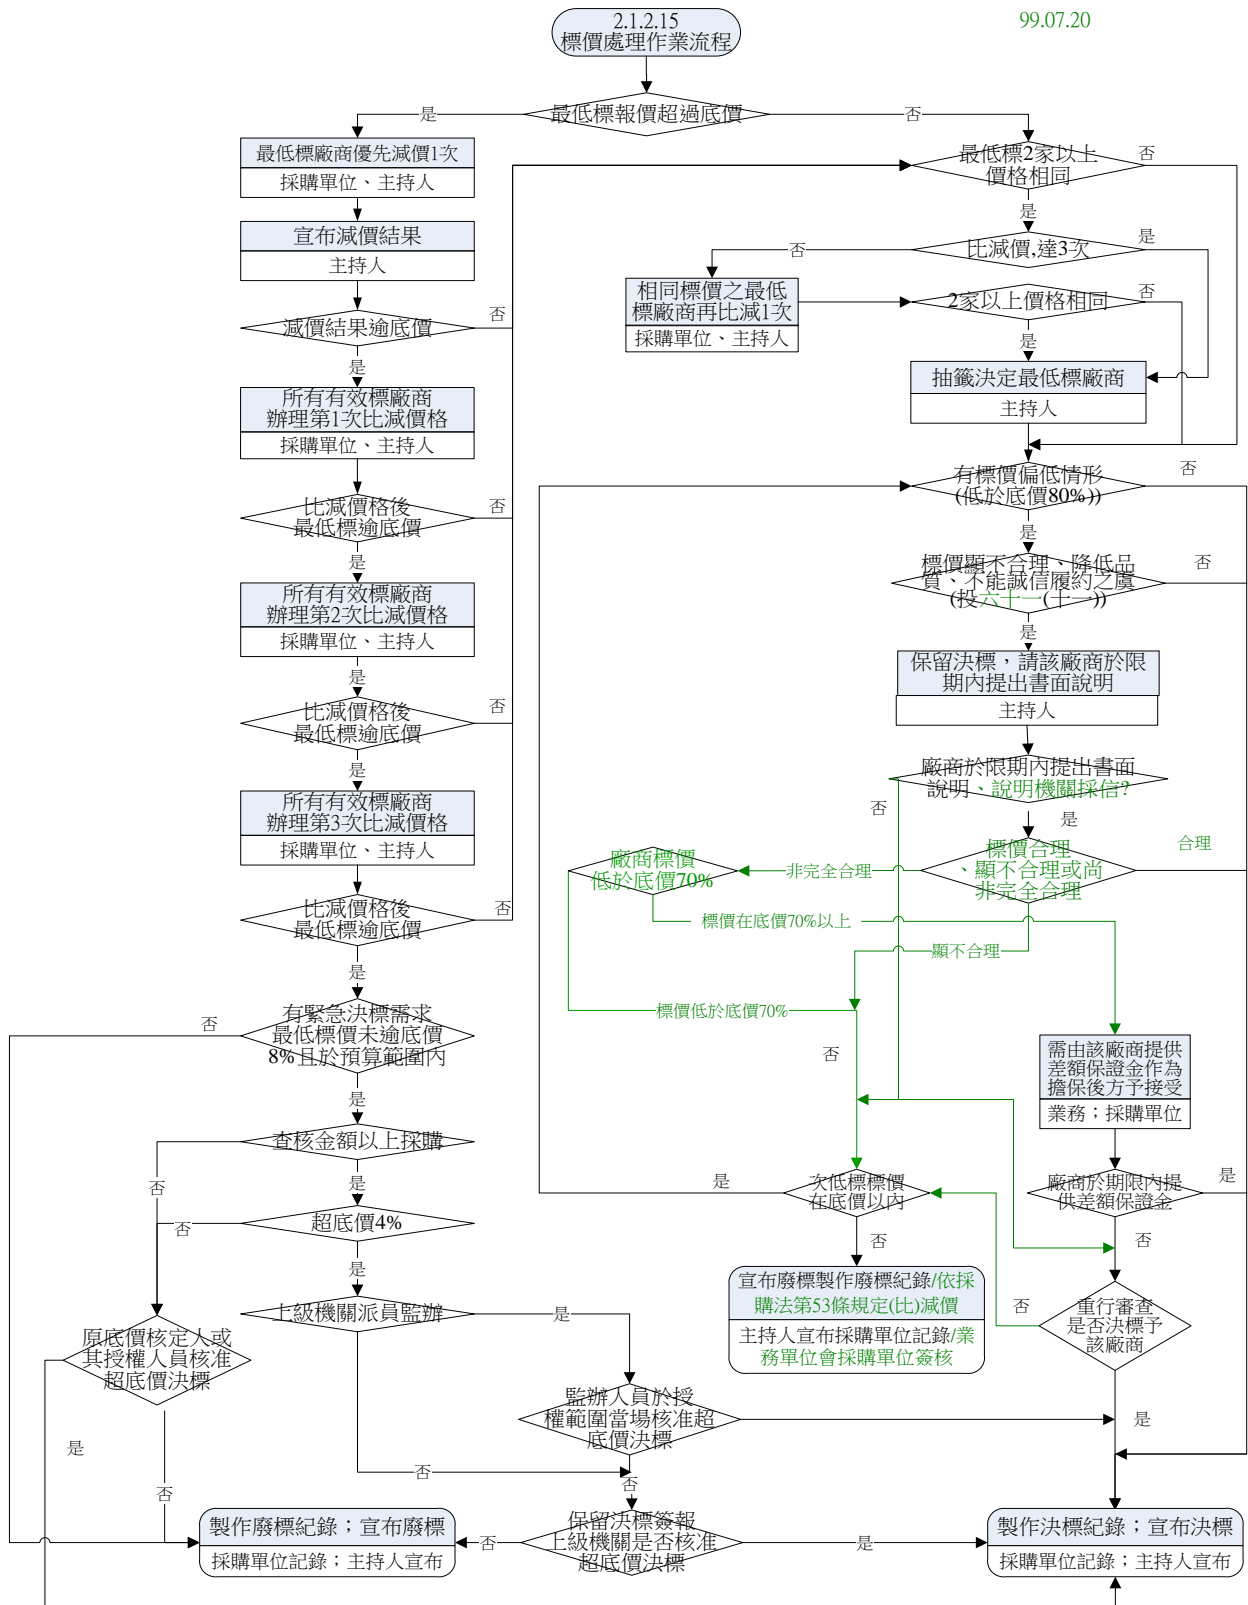 2.1.2.15
標價處理作業流程
99.07.20
最低標報價超過底價
是
否
最低標廠商優先減價1次
採購單位、主持人
最低標2家以上
價格相同
否
是
宣布減價結果
主持人
比減價,達3次
否
是
相同標價之最低
標廠商再比減1次
採購單位、主持人
2家以上價格相同
否
是
減價結果逾底價
否
是
抽籤決定最低標廠商
主持人
所有有效標廠商
辦理第1次比減價格
採購單位、主持人
有標價偏低情形
(低於底價80%))
否
是
比減價格後
最低標逾底價
否
是
標價顯不合理、降低品
質、不能誠信履約之虞
(投六十一(十一))
否
是
所有有效標廠商
辦理第2次比減價格
採購單位、主持人
保留決標，請該廠商於限
期內提出書面說明
主持人
是
比減價格後
最低標逾底價
否
是
廠商於限期內提出書面
說明、說明機關採信?
否
是
所有有效標廠商
辦理第3次比減價格
採購單位、主持人
標價合理
、顯不合理或尚
非完全合理
合理
非完全合理
廠商標價
低於底價70%
標價在底價70%以上
顯不合理
標價低於底價70%
比減價格後
最低標逾底價
否
是
有緊急決標需求
最低標價未逾底價
8%且於預算範圍內
否
是
否
需由該廠商提供
差額保證金作為
擔保後方予接受
業務；採購單位
查核金額以上採購
否
是
次低標標價
在底價以內
是
否
廠商於期限內提
供差額保證金
是
否
超底價4%
否
是
宣布廢標製作廢標紀錄/依採
購法第53條規定(比)減價
主持人宣布採購單位記錄/業
務單位會採購單位簽核
重行審查
是否決標予
該廠商
否
是
上級機關派員監辦
是
否
原底價核定人或
其授權人員核准
超底價決標
是
否
監辦人員於授
權範圍當場核准超
底價決標
否
保留決標簽報
上級機關是否核准
超底價決標
否
是
製作廢標紀錄；宣布廢標
採購單位記錄；主持人宣布
製作決標紀錄；宣布決標
採購單位記錄；主持人宣布